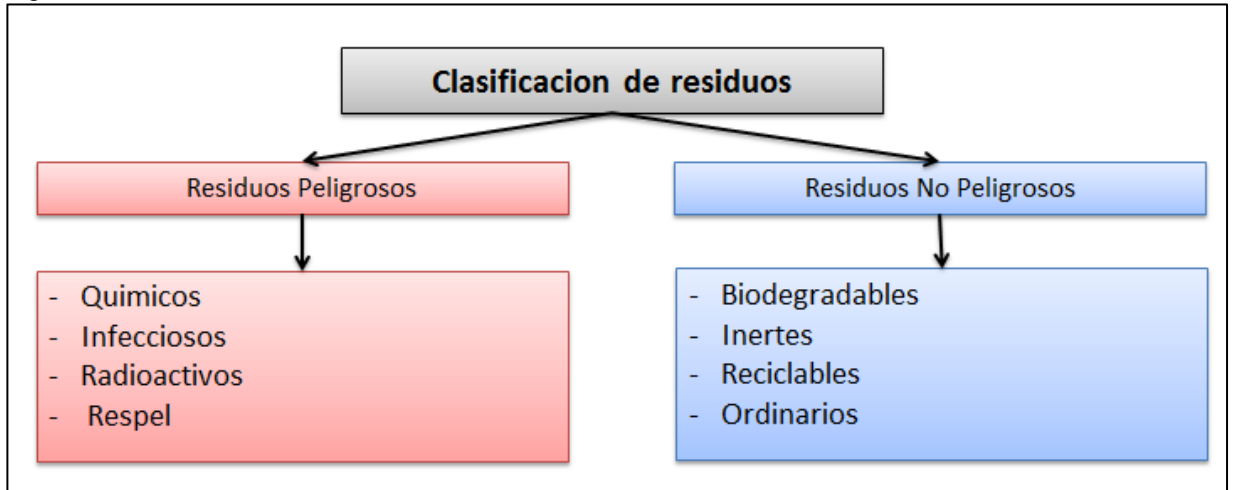 Clasificacion de residuos
Residuos Peligrosos
- Quimicos
- Infecciosos
- Radioactivos
- Respel
Residuos No Peligrosos
- Biodegradables
- Inertes
- Reciclables
- Ordinarios